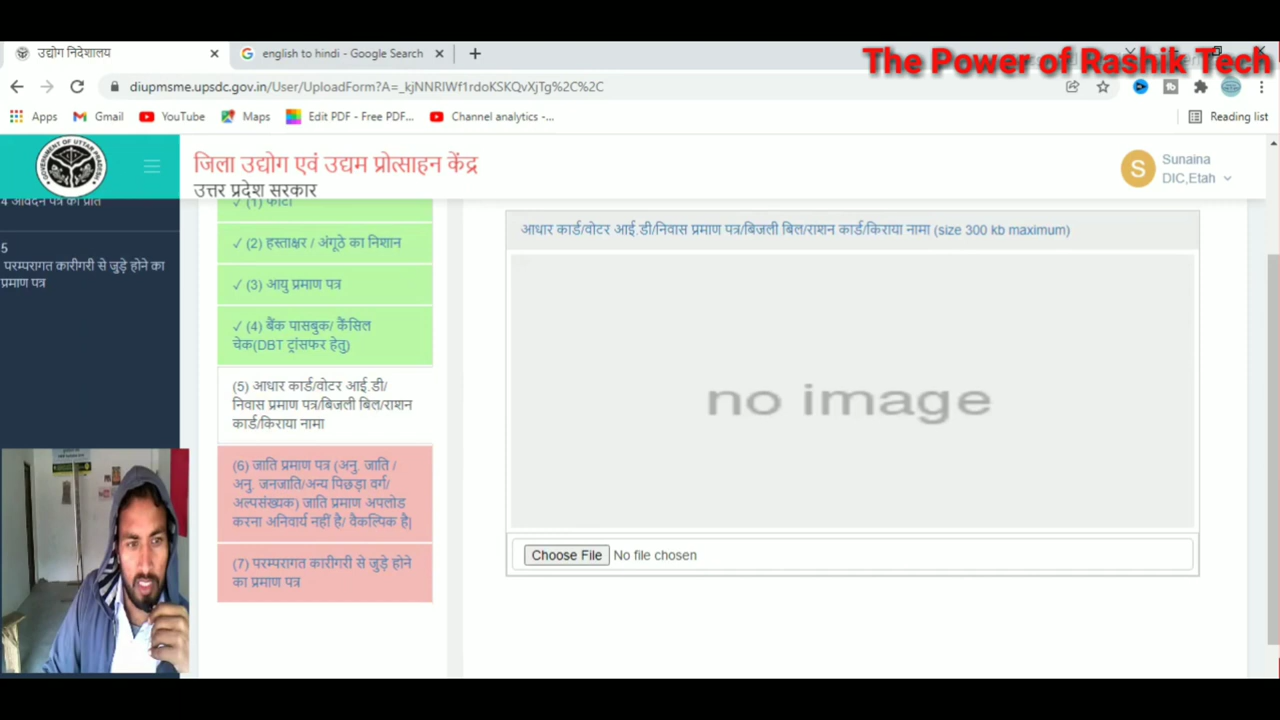 उद्योग निदेशालय
english to hindi - Google Search
The Power of Rashik Tech
diupmsme.upsdc.gov.in/User/UploadForm?A=_kjNNRlWf1rdoKSKQvXjTg%2C%2C
Apps
Gmail
YouTube
Maps
Edit PDF - Free PDF...
Channel analytics -...
Reading list
GOVERNMENT OF UTTAR PRADESH
जिला उद्योग एवं उद्यम प्रोत्साहन केंद्र
उत्तर प्रदेश सरकार
S
Sunaina
DIC,Etah
4 आवेदन पत्र की प्रति
5
परम्परागत कारीगरी से जुड़े होने का
प्रमाण पत्र
✓ (1) फोटो
✓ (2) हस्ताक्षर / अंगूठे का निशान
✓ (3) आयु प्रमाण पत्र
✓ (4) बैंक पासबुक/ कैंसिल
चेक(DBT ट्रांसफर हेतु)
(5) आधार कार्ड/वोटर आई.डी/
निवास प्रमाण पत्र/बिजली बिल/राशन
कार्ड/किराया नामा
(6) जाति प्रमाण पत्र (अनु. जाति /
अनु. जनजाति/अन्य पिछड़ा वर्ग/
अल्पसंख्यक) जाति प्रमाण अपलोड
करना अनिवार्य नहीं है/ वैकल्पिक है|
(7) परम्परागत कारीगरी से जुड़े होने
का प्रमाण पत्र
आधार कार्ड/वोटर आई.डी/निवास प्रमाण पत्र/बिजली बिल/राशन कार्ड/किराया नामा (size 300 kb maximum)
no image
Choose File No file chosen